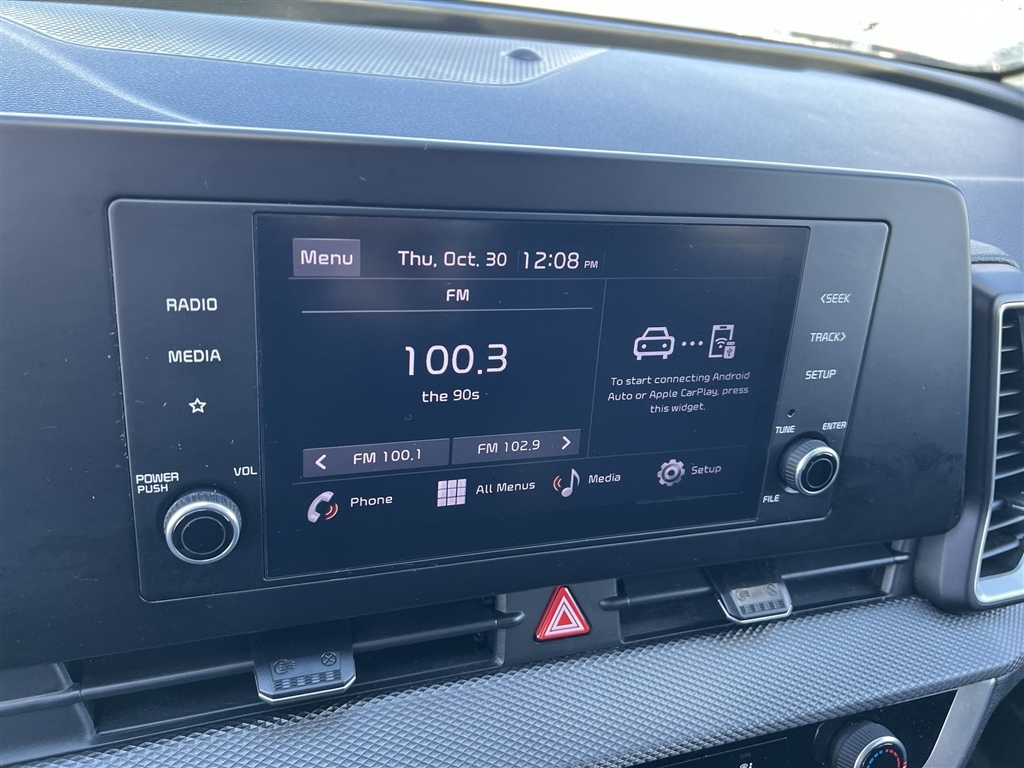 RADIO
MEDIA
POWER
PUSH
VOL
Menu
Thu, Oct. 30
12:08 PM
FM
100.3
the 90s
FM 100.1
FM 102.9
To start connecting Android
Auto or Apple CarPlay, press
this widget.
Phone
All Menus
Media
Setup
<SEEK
TRACK>
SETUP
TUNE
ENTER
FILE